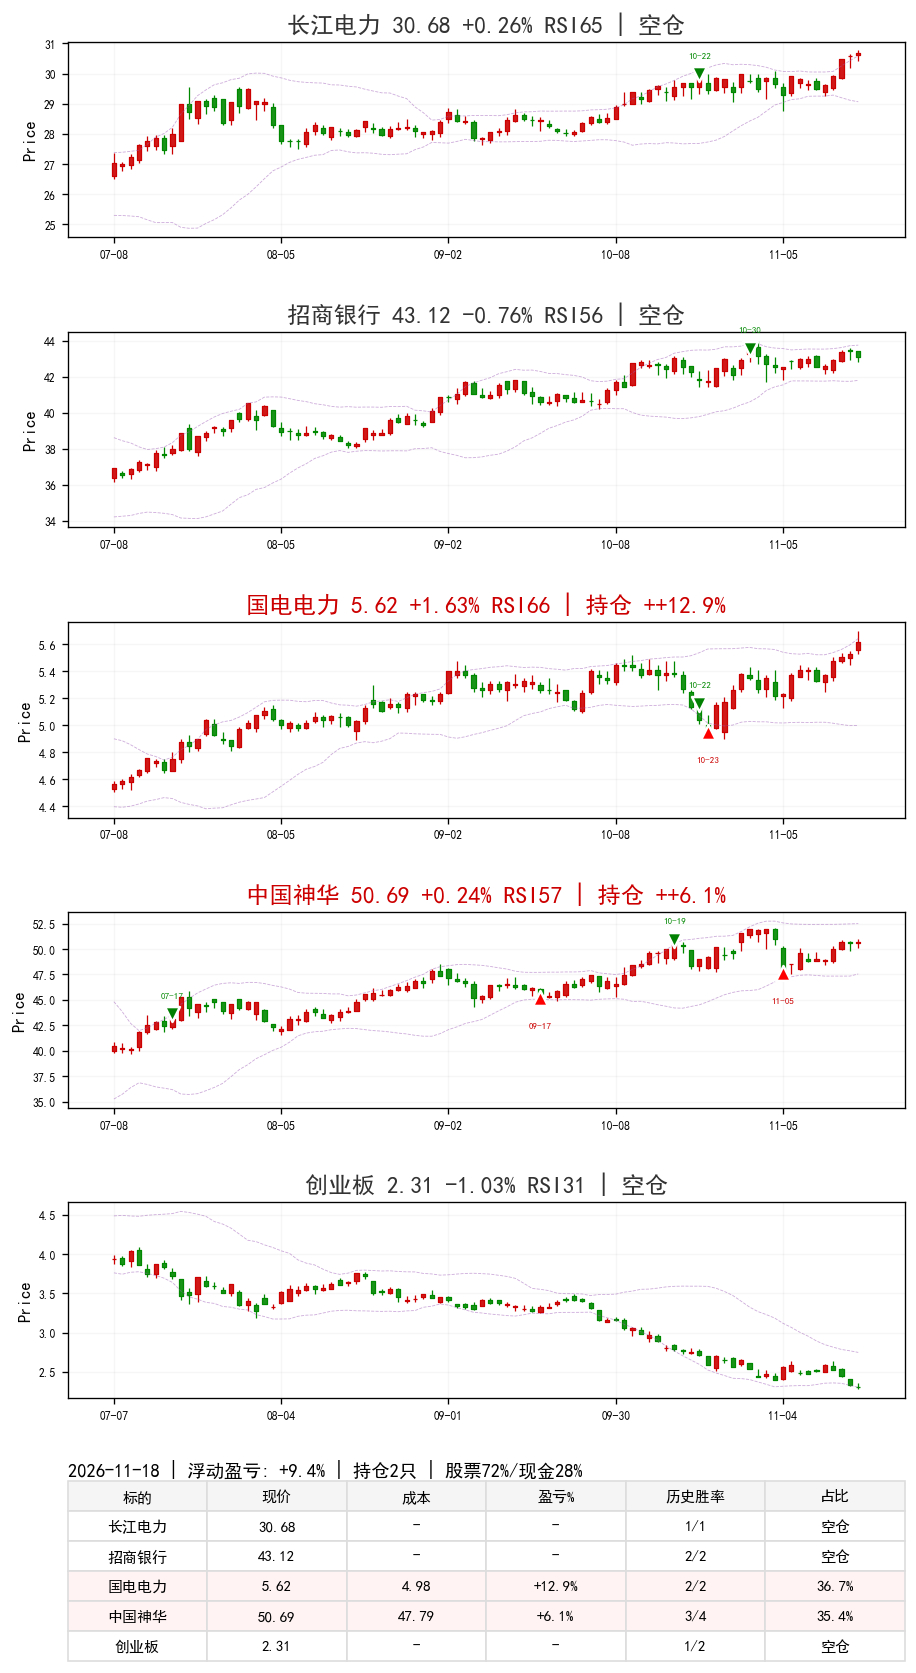 长江电力 30.68 +0.26% RSI65 | 空仓
31
30
29
28
27
26
25
Price
10-22
07-08 08-05 09-02 10-08 11-05
招商银行 43.12 -0.76% RSI56 | 空仓
44
42
40
38
36
34
Price
10-30
07-08 08-05 09-02 10-08 11-05
国电电力 5.62 +1.63% RSI66 | 持仓 ++12.9%
5.6
5.4
5.2
5.0
4.8
4.6
4.4
Price
10-22
10-23
07-08 08-05 09-02 10-08 11-05
中国神华 50.69 +0.24% RSI57 | 持仓 ++6.1%
52.5
50.0
47.5
45.0
42.5
40.0
37.5
35.0
Price
07-17
09-17
10-19
11-05
07-08 08-05 09-02 10-08 11-05
创业板 2.31 -1.03% RSI31 | 空仓
4.5
4.0
3.5
3.0
2.5
Price
07-07 08-04 09-01 09-30 11-04
2026-11-18 | 浮动盈亏: +9.4% | 持仓2只 | 股票72%/现金28%
标的 现价 成本 盈亏% 历史胜率 占比
长江电力 30.68 - - 1/1 空仓
招商银行 43.12 - - 2/2 空仓
国电电力 5.62 4.98 +12.9% 2/2 36.7%
中国神华 50.69 47.79 +6.1% 3/4 35.4%
创业板 2.31 - - 1/2 空仓